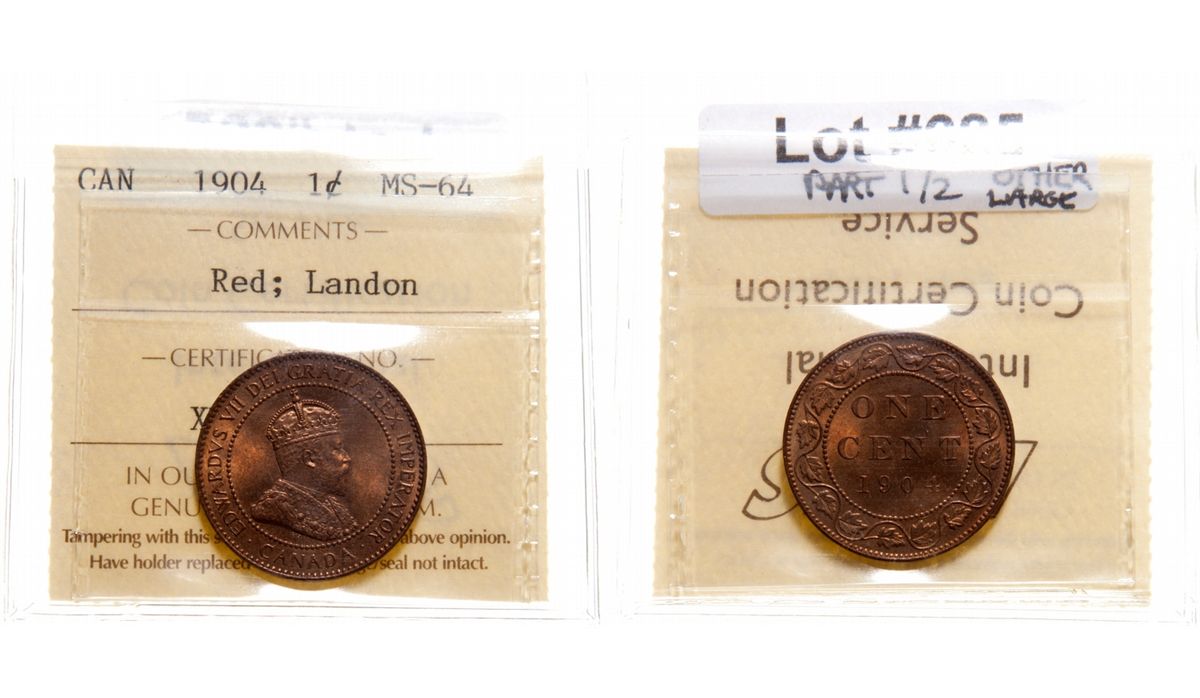 CAN 1904 1¢ MS-64
— COMMENTS —
Red; Landon
— CERTIFIC NO. —
X
IN OU A
GENU M.
Tampering with this s above opinion.
Have holder replaced seal not intact.
EDWARDVS VII DEI GRATIA REX IMPERATOR
CANADA
Lot
PART 1/2 OTHER
LARGE
Service
Coin Certification
Int al
ONE
CENT
1904